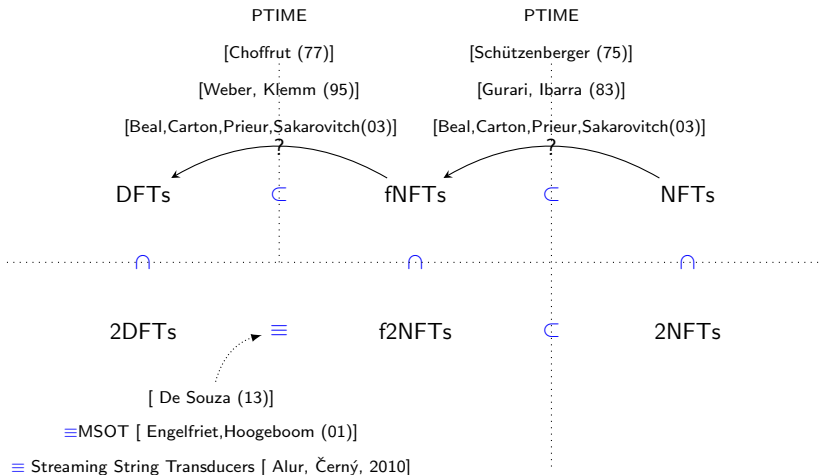 PTIME PTIME
[Choffrut (77)] [Schützenberger (75)]
[Weber, Klemm (95)] [Gurari, Ibarra (83)]
[Beal,Carton,Prieur,Sakarovitch(03)] [Beal,Carton,Prieur,Sakarovitch(03)]
? ?
DFTs ⊂ fNFTs ⊂ NFTs
∩ ∩ ∩
2DFTs ≡ f2NFTs ⊂ 2NFTs
[ De Souza (13)]
≡MSOT [ Engelfriet,Hoogeboom (01)]
≡ Streaming String Transducers [ Alur, Černý, 2010]